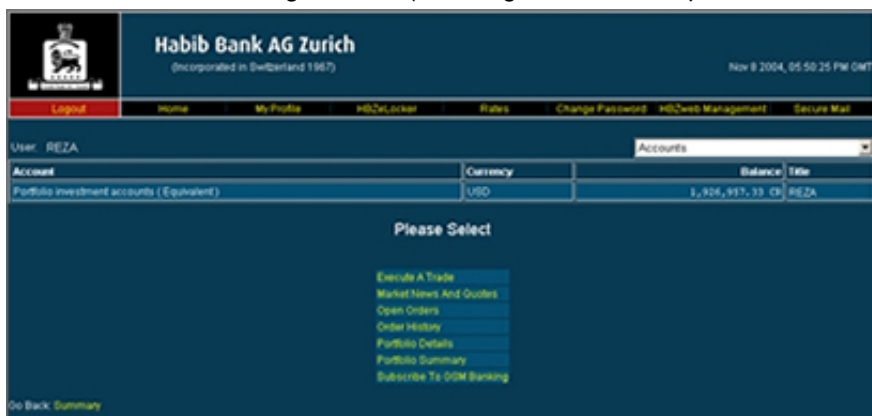 Habib Bank AG Zurich
(Incorporated in Switzerland 1967)
Nov 8 2004, 05:50:25 PM GMT
Logout Home My Profile HBZeLocker Rates Change Password HBZweb Management Secure Mail
User: REZA Accounts
Account Currency Balance Title
Portfolio investment accounts ( Equivalent ) USD 1,926,957.33 CR REZA
Please Select
Execute A Trade
Market News And Quotes
Open Orders
Order History
Portfolio Details
Portfolio Summary
Subscribe To GSM Banking
Go Back: Summary